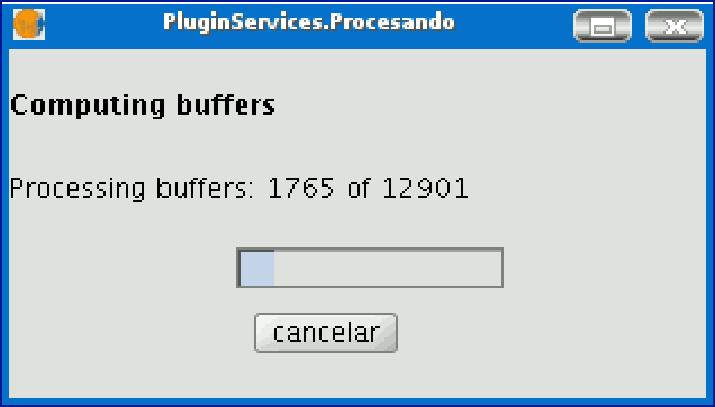 PluginServices.Procesando
Computing buffers
Processing buffers: 1765 of 12901
cancelar